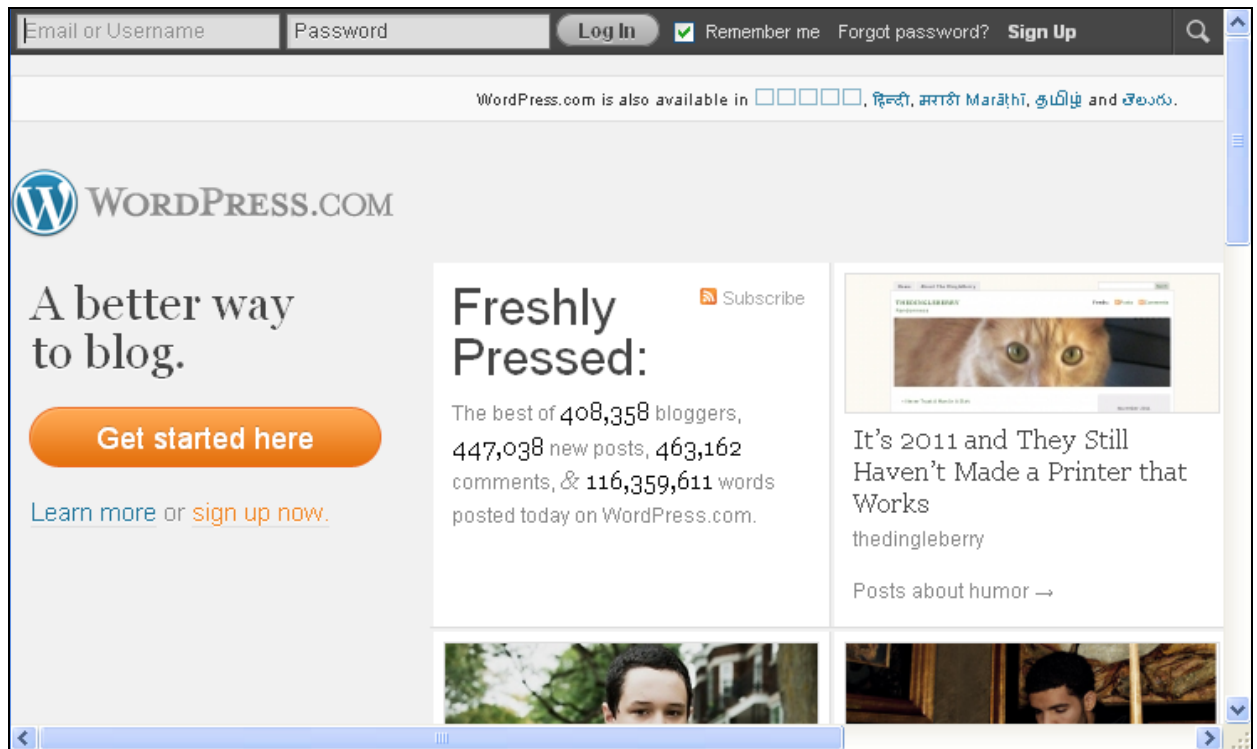 Email or Username Password Log In Remember me Forgot password? Sign Up
WordPress.com is also available in □□□□□, हिन्दी, मराठी Marāṭhī, தமிழ் and తెలుగు.
WORDPRESS.COM
A better way
to blog.
Get started here
Learn more or sign up now.
Freshly
Pressed:
Subscribe
The best of 408,358 bloggers,
447,038 new posts, 463,162
comments, & 116,359,611 words
posted today on WordPress.com.
THEDINGLEBERRY
It's 2011 and They Still
Haven't Made a Printer that
Works
thedingleberry
Posts about humor →